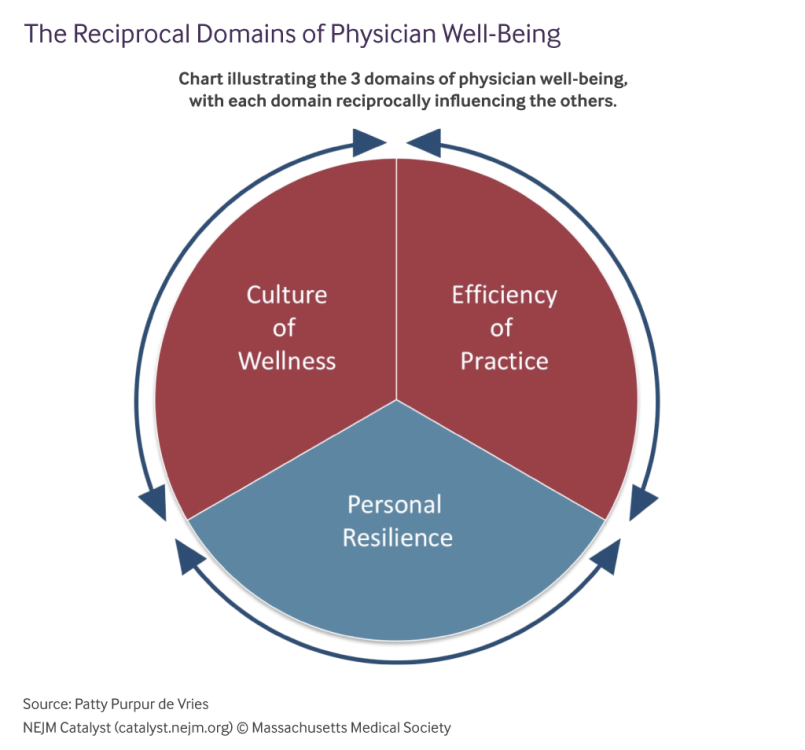 The Reciprocal Domains of Physician Well-Being
Chart illustrating the 3 domains of physician well-being,
with each domain reciprocally influencing the others.
Culture
of
Wellness
Efficiency
of
Practice
Personal
Resilience
Source: Patty Purpur de Vries
NEJM Catalyst (catalyst.nejm.org) © Massachusetts Medical Society